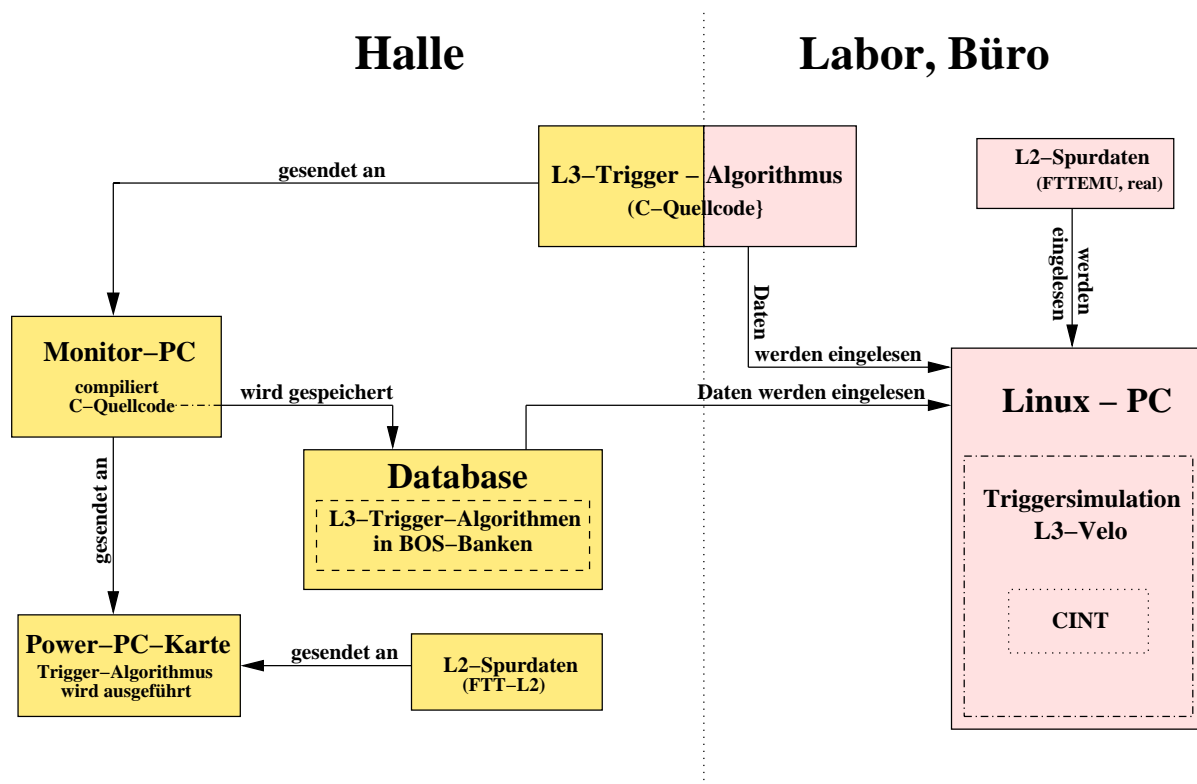 Halle
Labor, Büro
gesendet an
L3–Trigger – Algorithmus
(C–Quellcode}
L2–Spurdaten
(FTTEMU, real)
werden
eingelesen
Daten
werden eingelesen
Monitor–PC
compiliert
C–Quellcode
wird gespeichert
Daten werden eingelesen
Linux – PC
Database
L3–Trigger–Algorithmen
in BOS–Banken
gesendet an
Triggersimulation
L3–Velo
CINT
Power–PC–Karte
Trigger–Algorithmus
wird ausgeführt
gesendet an
L2–Spurdaten
(FTT–L2)